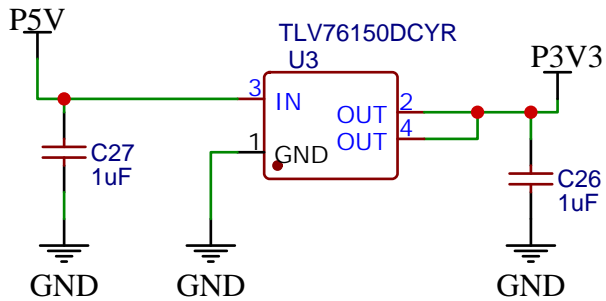 P5V
TLV76150DCYR
U3
P3V3
3
IN
2
OUT
4
OUT
1
GND
C27
1uF
C26
1uF
GND
GND
GND